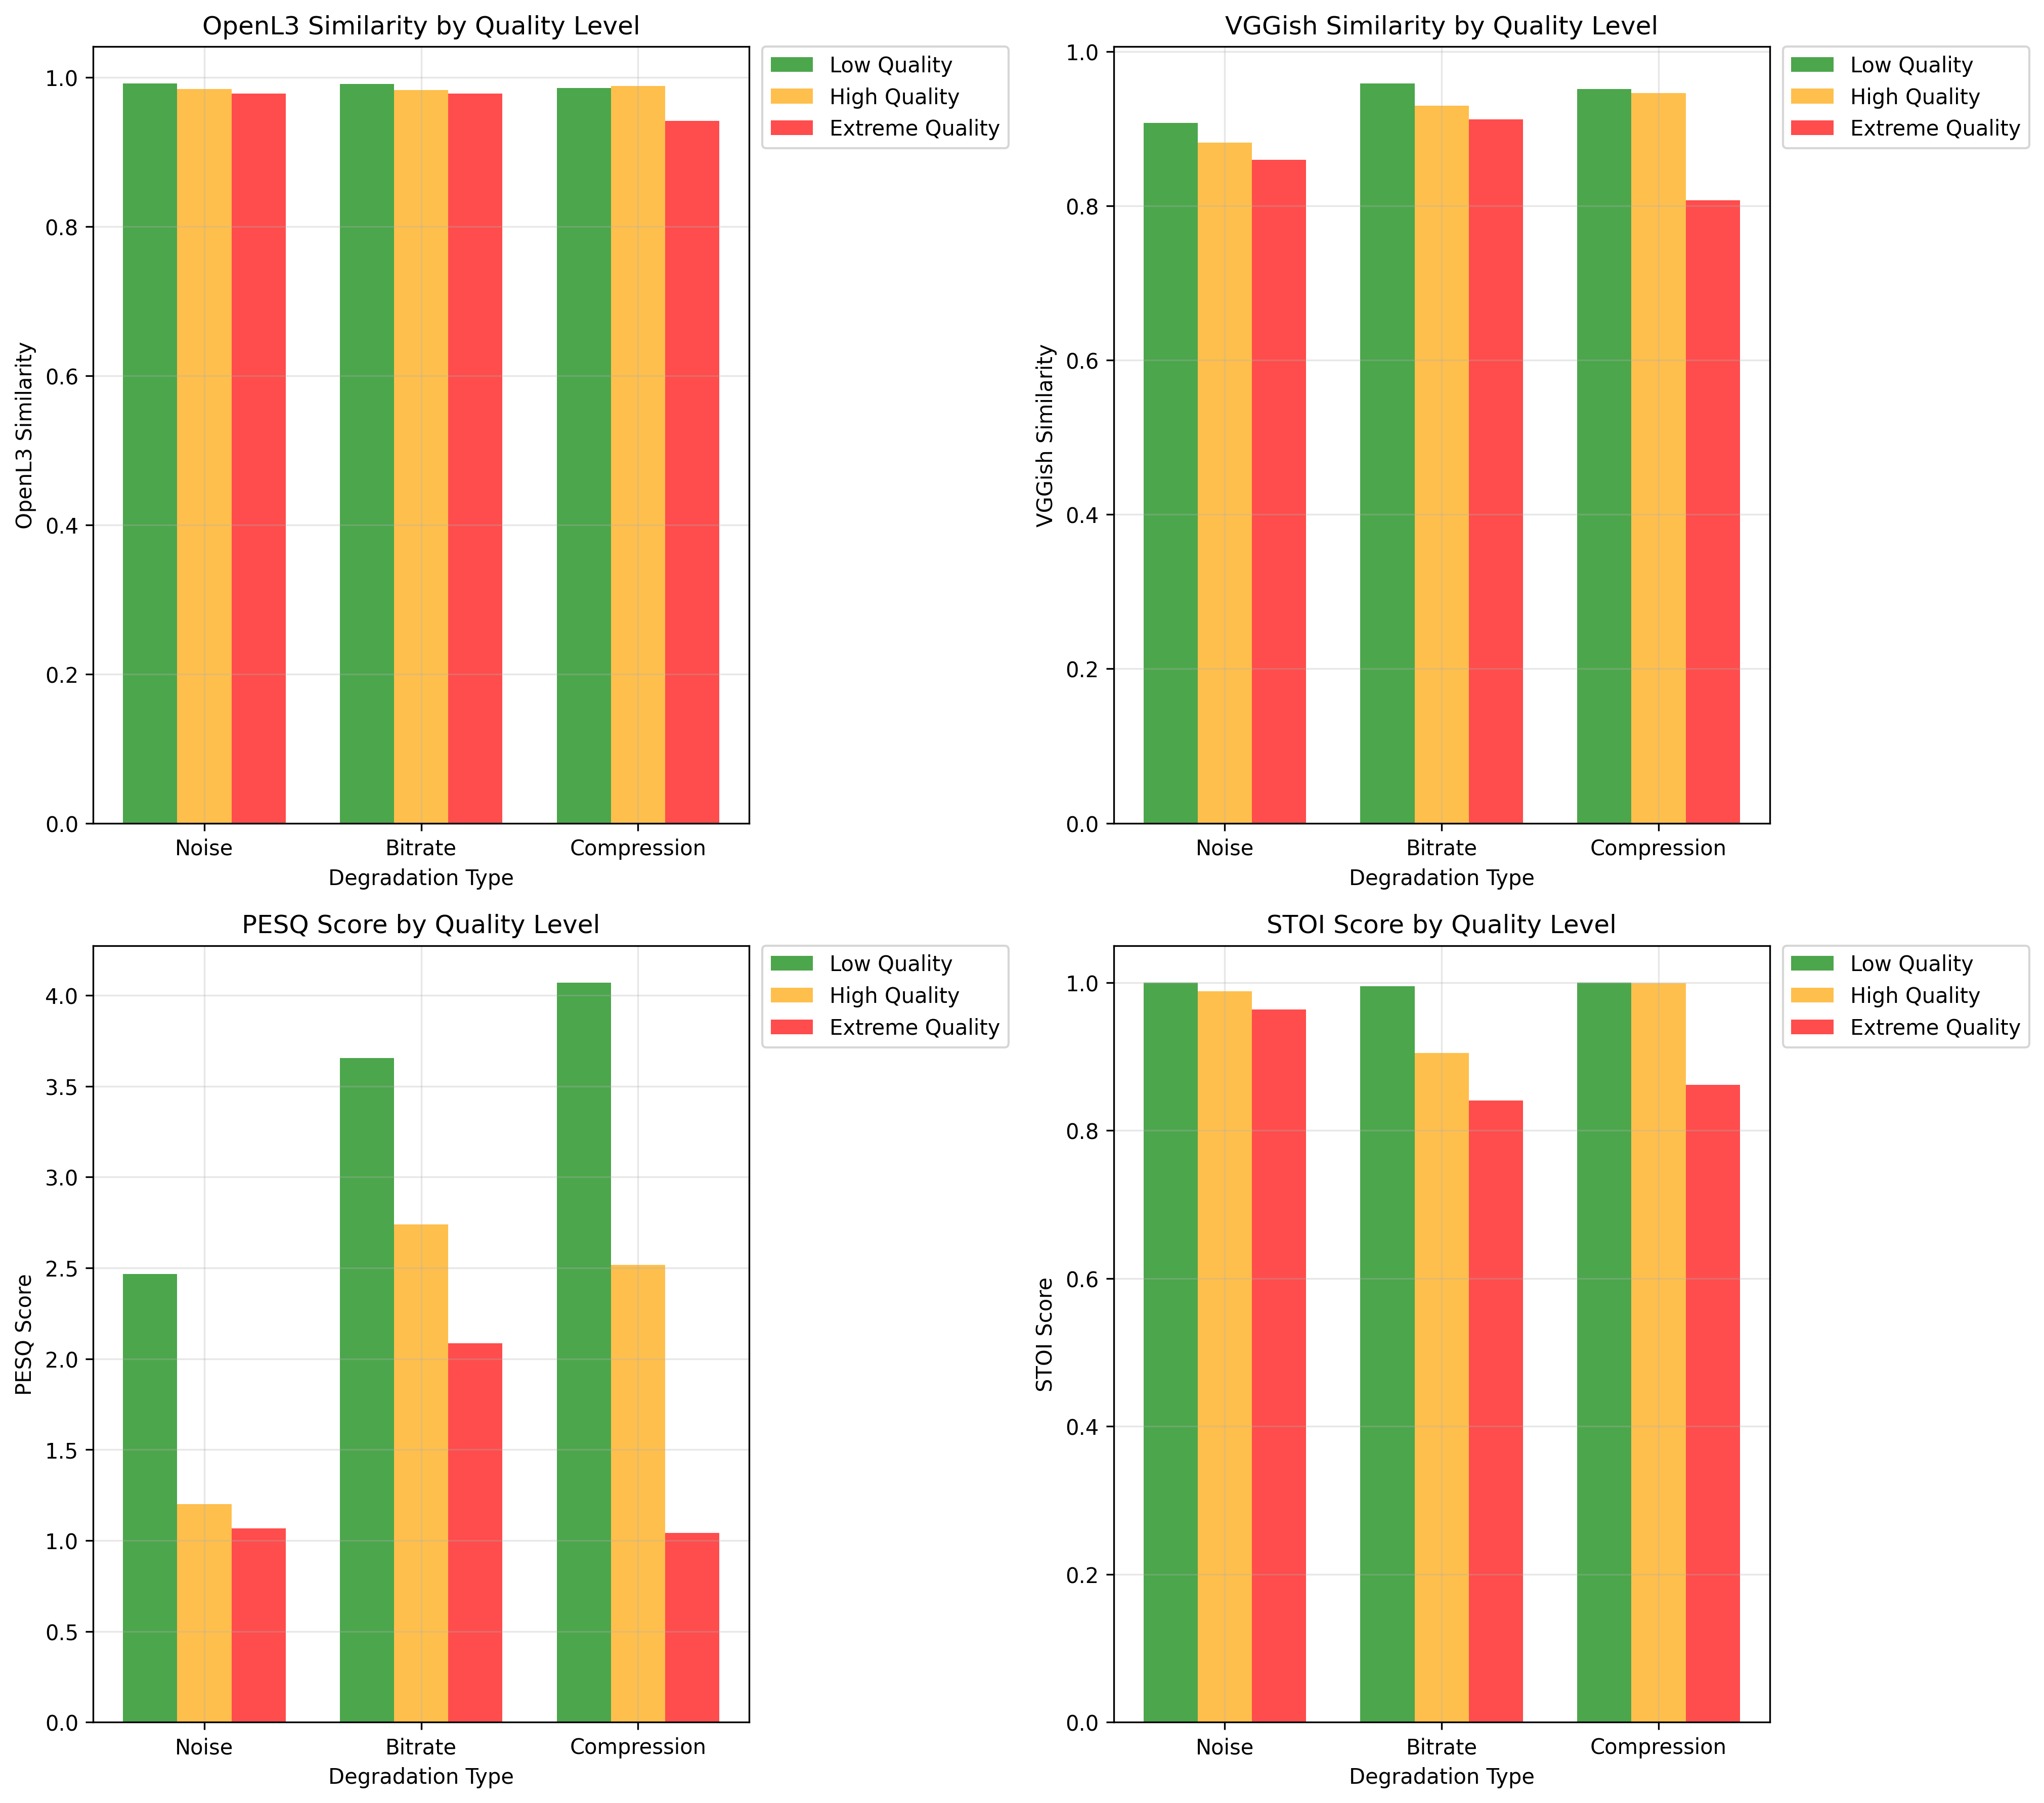 OpenL3 Similarity by Quality Level
OpenL3 Similarity
1.0
0.8
0.6
0.4
0.2
0.0
Noise
Bitrate
Compression
Degradation Type
Low Quality
High Quality
Extreme Quality
VGGish Similarity by Quality Level
VGGish Similarity
1.0
0.8
0.6
0.4
0.2
0.0
Noise
Bitrate
Compression
Degradation Type
Low Quality
High Quality
Extreme Quality
PESQ Score by Quality Level
PESQ Score
4.0
3.5
3.0
2.5
2.0
1.5
1.0
0.5
0.0
Noise
Bitrate
Compression
Degradation Type
Low Quality
High Quality
Extreme Quality
STOI Score by Quality Level
STOI Score
1.0
0.8
0.6
0.4
0.2
0.0
Noise
Bitrate
Compression
Degradation Type
Low Quality
High Quality
Extreme Quality